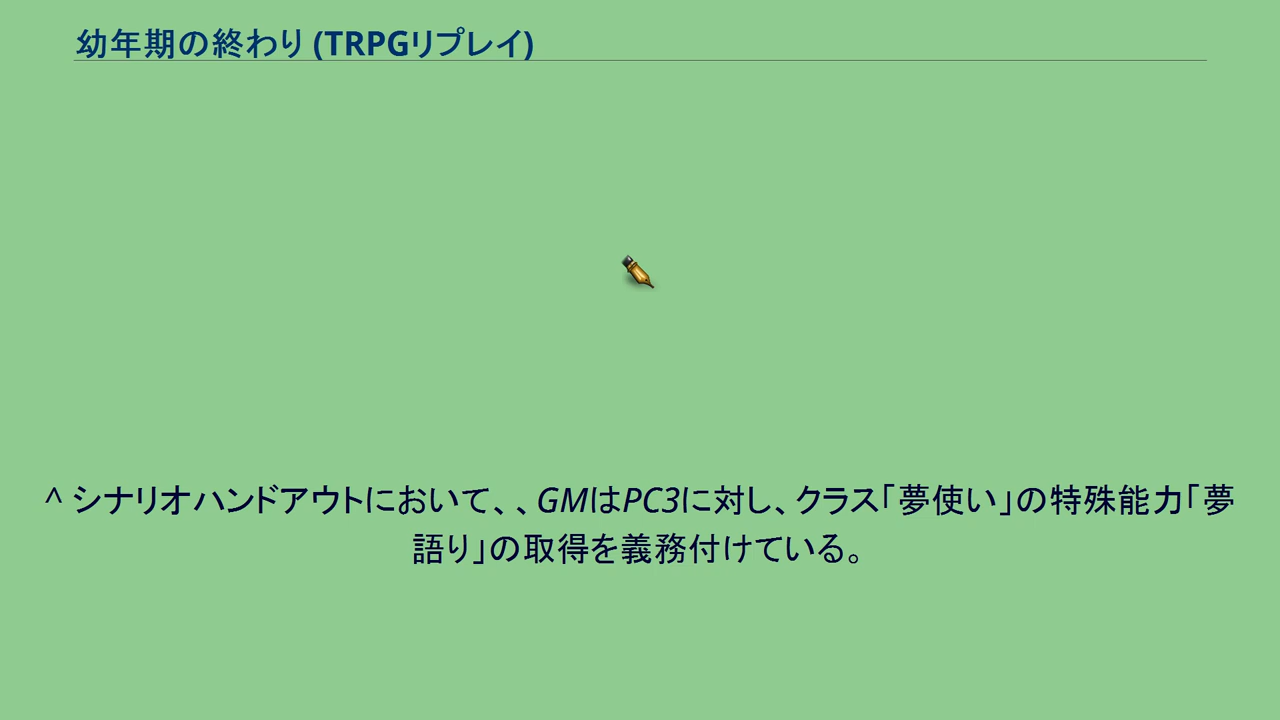 幼年期の終わり (TRPGリプレイ)
^ シナリオハンドアウトにおいて、、GMはPC3に対し、クラス「夢使い」の特殊能力「夢
語り」の取得を義務付けている。